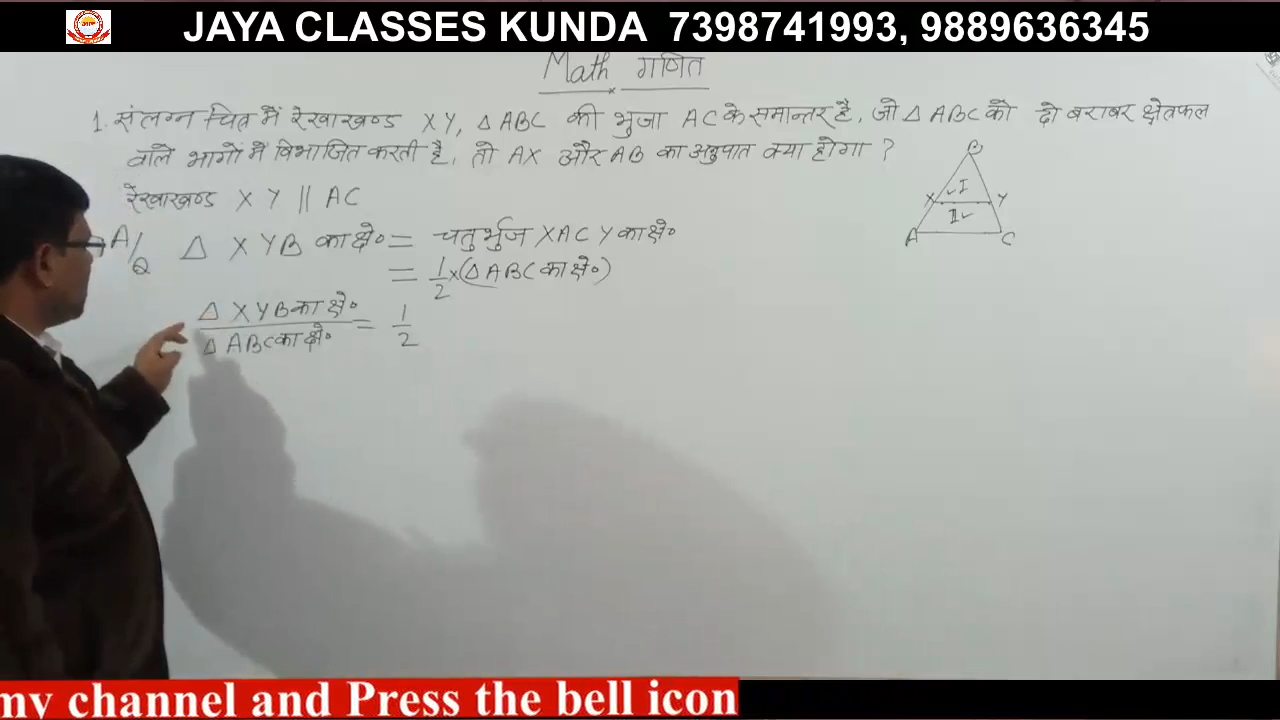 JAYA CLASSES KUNDA 7398741993, 9889636345
Math गणित
1. संलग्न चित्र में रेखाखण्ड XY, △ABC की भुजा AC के समान्तर है, जो △ABC को दो बराबर क्षेत्रफल
वाले भागों में विभाजित करती है, तो AX और AB का अनुपात क्या होगा ?
B
X I Y
II
A C
रेखाखण्ड XY || AC
A/Q △XYB का क्षे० = चतुर्भुज XACY का क्षे०
= 1/2 × (△ABC का क्षे०)
△XYB का क्षे० / △ABC का क्षे० = 1/2
my channel and Press the bell icon